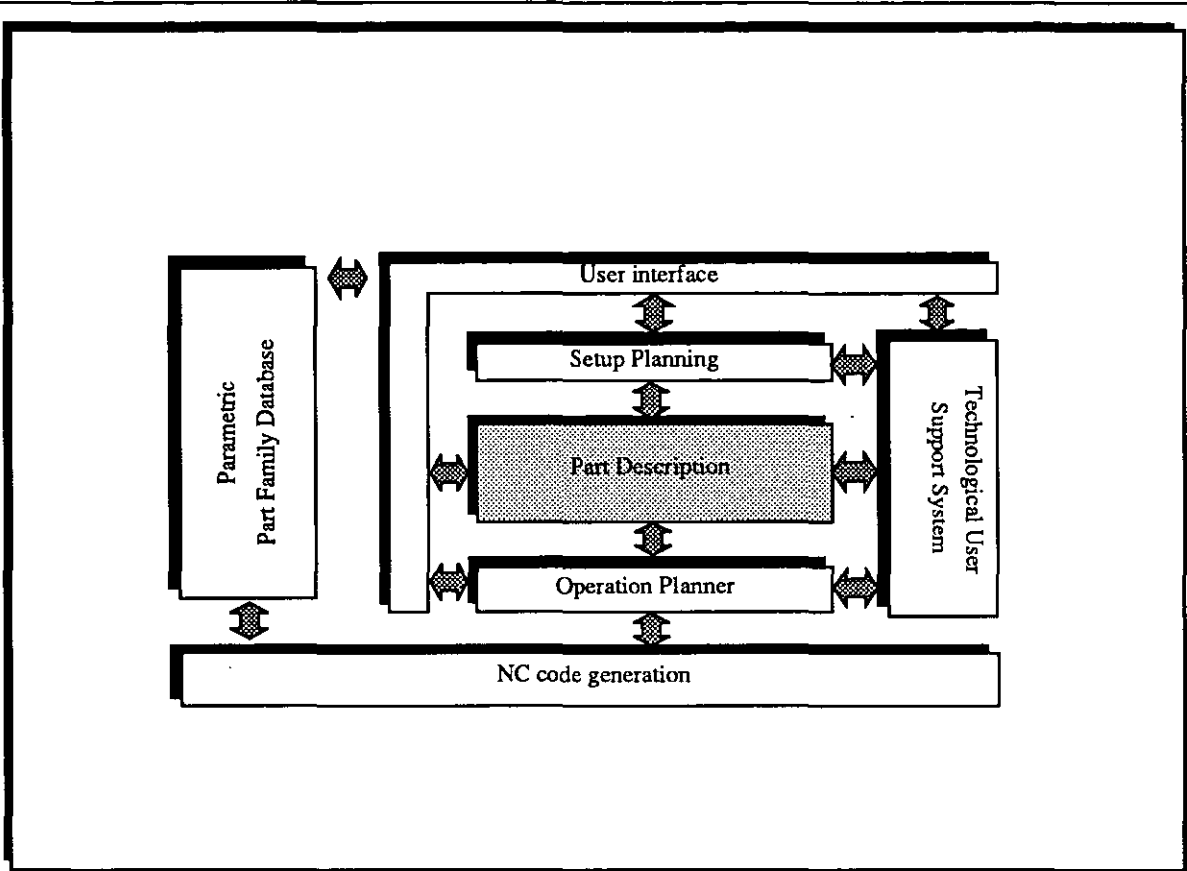 User interface
Setup Planning
Parametric
Part Family Database
Part Description
Technological User
Support System
Operation Planner
NC code generation